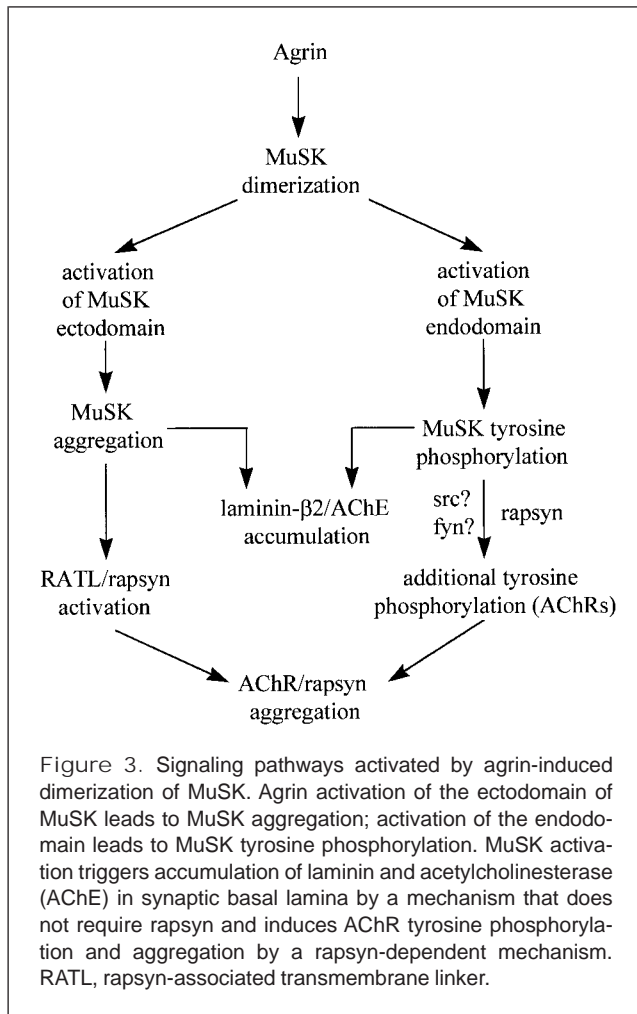 Agrin
MuSK
dimerization
activation
of MuSK
ectodomain
activation
of MuSK
endodomain
MuSK
aggregation
MuSK tyrosine
phosphorylation
laminin-β2/AChE
accumulation
src?
fyn?
rapsyn
RATL/rapsyn
activation
additional tyrosine
phosphorylation (AChRs)
AChR/rapsyn
aggregation
Figure 3. Signaling pathways activated by agrin-induced
dimerization of MuSK. Agrin activation of the ectodomain of
MuSK leads to MuSK aggregation; activation of the endodo-
main leads to MuSK tyrosine phosphorylation. MuSK activa-
tion triggers accumulation of laminin and acetylcholinesterase
(AChE) in synaptic basal lamina by a mechanism that does
not require rapsyn and induces AChR tyrosine phosphoryla-
tion and aggregation by a rapsyn-dependent mechanism.
RATL, rapsyn-associated transmembrane linker.